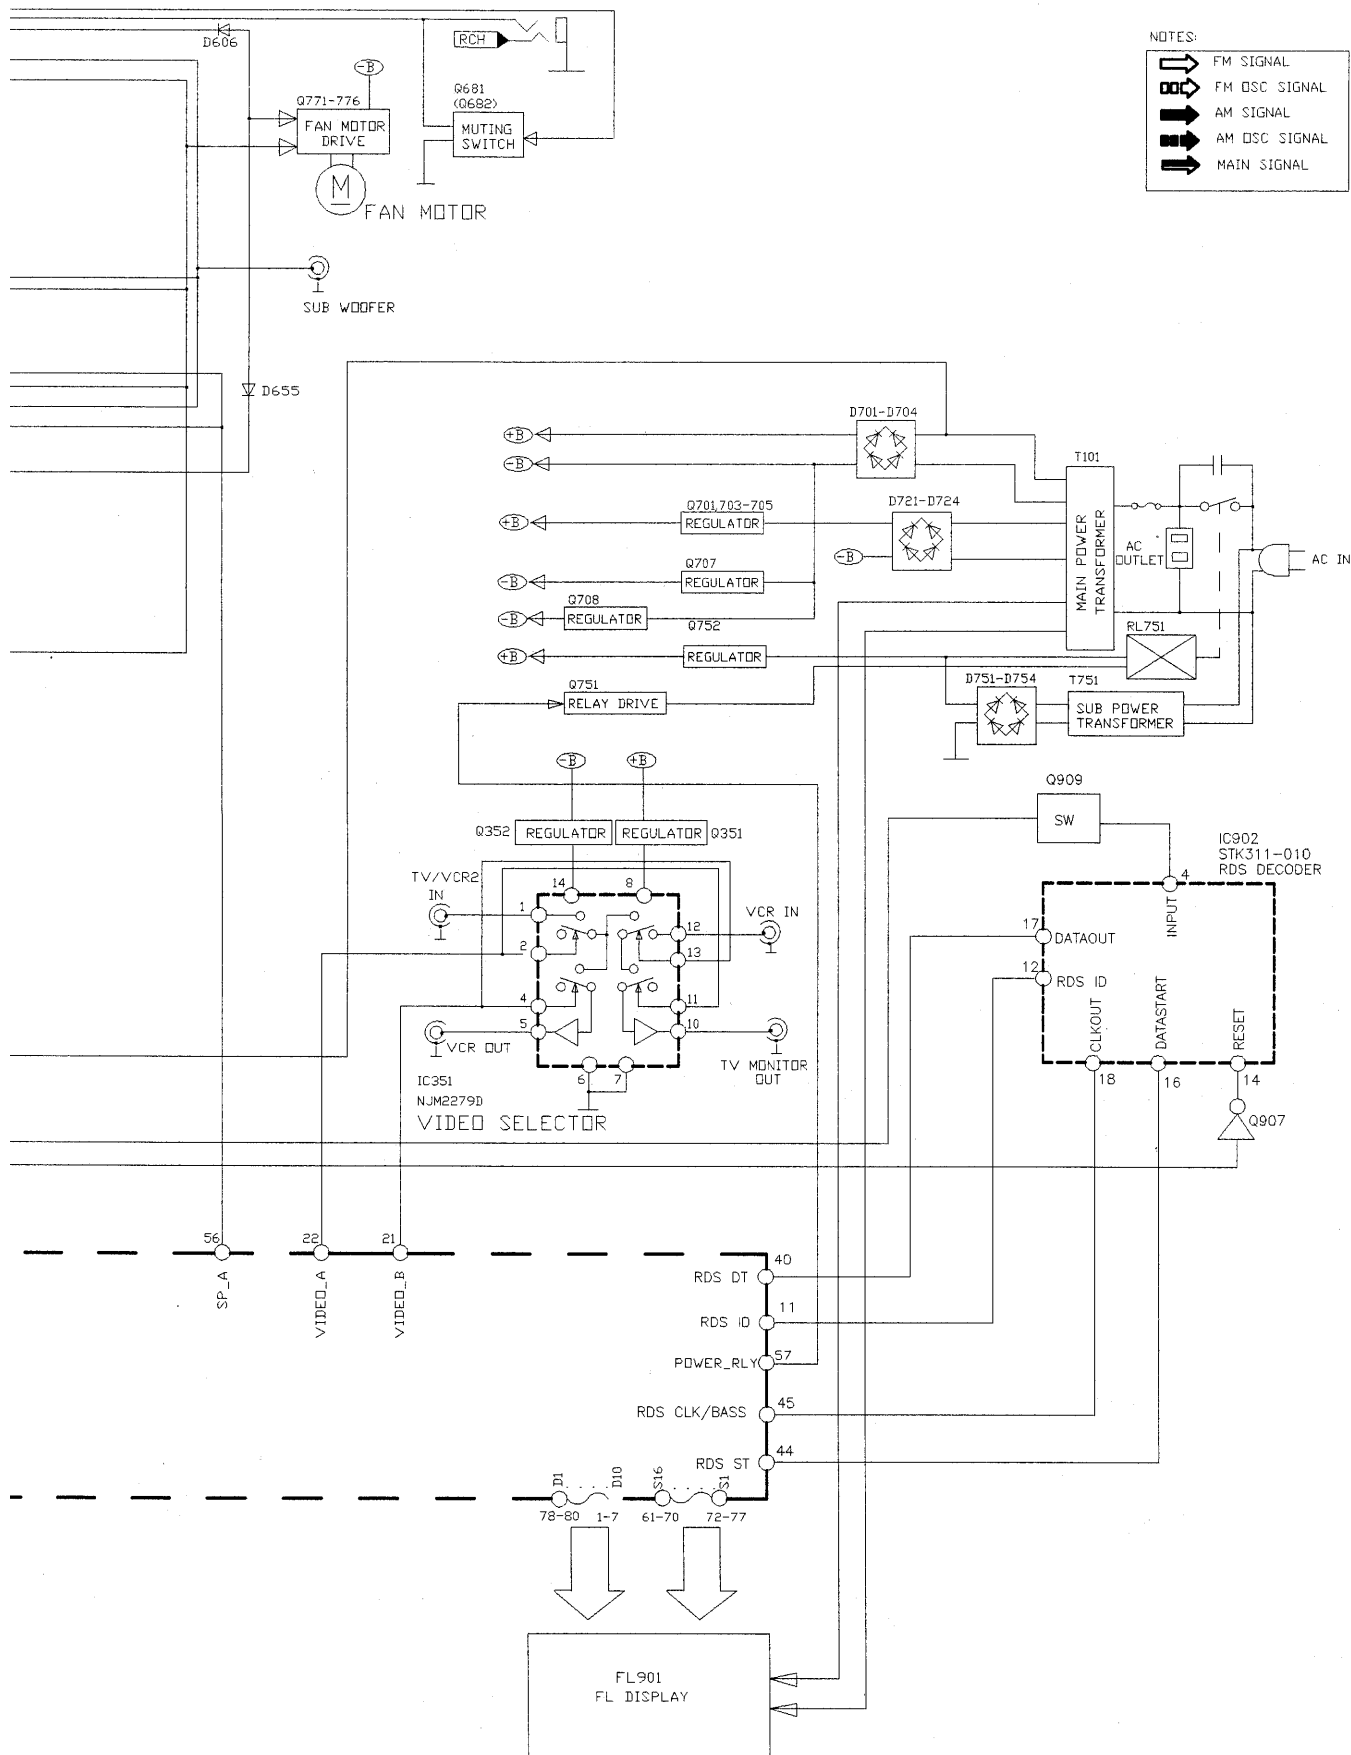 D606
RCH
NOTES:
FM SIGNAL
FM OSC SIGNAL
AM SIGNAL
AM OSC SIGNAL
MAIN SIGNAL
-B
Q771-776
FAN MOTOR
DRIVE
M
FAN MOTOR
Q681
(Q682)
MUTING
SWITCH
SUB WOOFER
D655
D701-D704
+B
-B
T101
MAIN POWER
TRANSFORMER
Q701,703-705
REGULATOR
+B
D721-D724
-B
AC
OUTLET
AC IN
Q707
REGULATOR
-B
Q708
REGULATOR
-B
Q752
REGULATOR
+B
RL751
Q751
RELAY DRIVE
D751-D754
T751
SUB POWER
TRANSFORMER
-B
+B
Q352
REGULATOR
REGULATOR
Q351
Q909
SW
IC902
STK311-010
RDS DECODER
4
INPUT
17
DATAOUT
12
RDS ID
CLKOUT
DATASTART
RESET
18
16
14
Q907
TV/VCR2
IN
14
8
1
12
VCR IN
2
13
4
11
5
10
VCR OUT
TV MONITOR
OUT
6
7
IC351
NJM2279D
VIDEO SELECTOR
56
22
21
SP_A
VIDEO_A
VIDEO_B
40
RDS DT
11
RDS ID
57
POWER_RLY
45
RDS CLK/BASS
44
RDS ST
D1
D10
S16
S1
78-80
1-7
61-70
72-77
FL901
FL DISPLAY